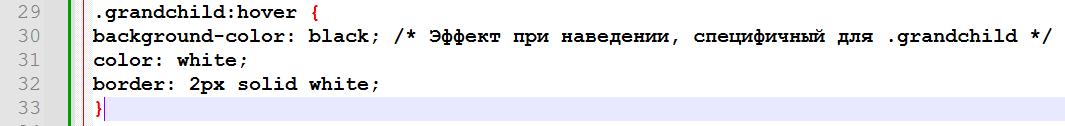 29 .grandchild:hover {
30 background-color: black; /* Эффект при наведении, специфичный для .grandchild */
31 color: white;
32 border: 2px solid white;
33 }